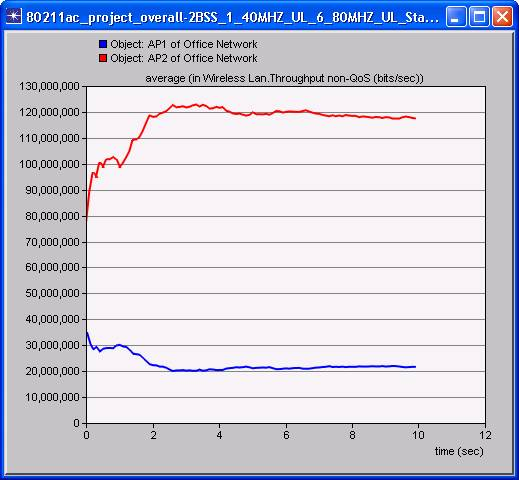 80211ac_project_overall-2BSS_1_40MHZ_UL_6_80MHZ_UL_Sta...
Object: AP1 of Office Network
Object: AP2 of Office Network
average (in Wireless Lan.Throughput non-QoS (bits/sec))
130,000,000
120,000,000
110,000,000
100,000,000
90,000,000
80,000,000
70,000,000
60,000,000
50,000,000
40,000,000
30,000,000
20,000,000
10,000,000
0
0 2 4 6 8 10 12
time (sec)